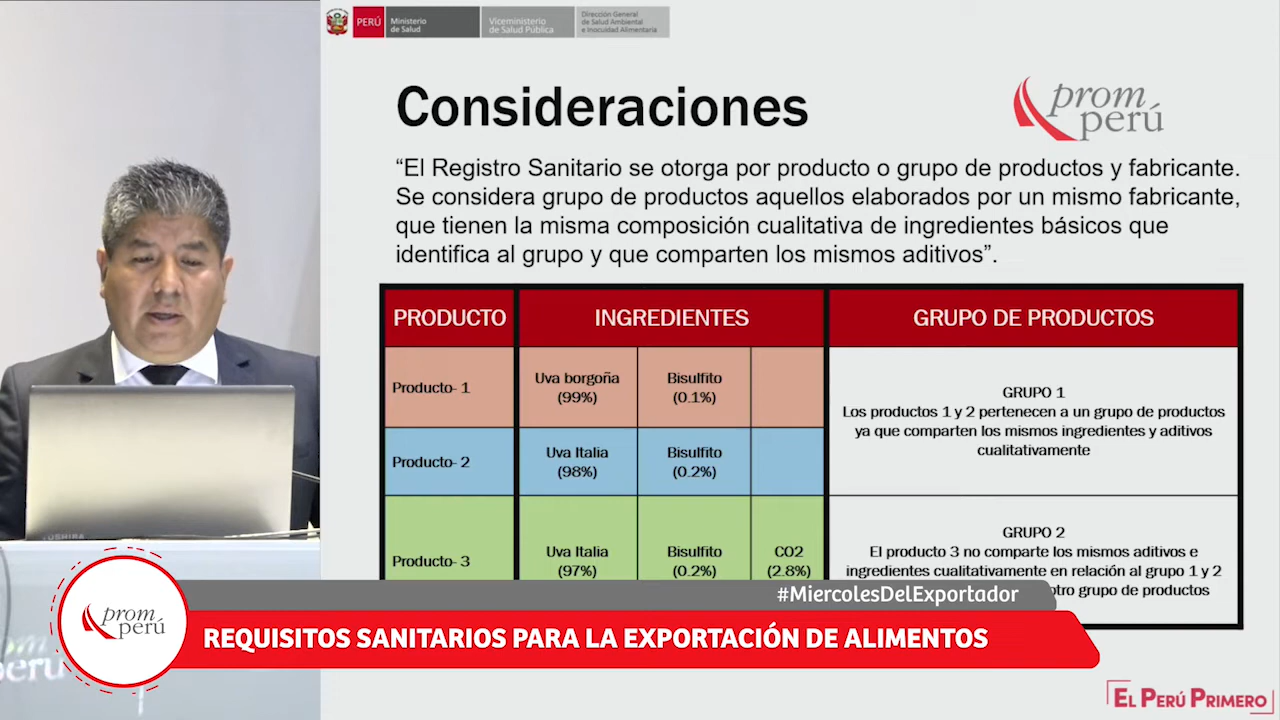 PERÚ
Ministerio
de Salud
Viceministerio
de Salud Pública
Dirección General
de Salud Ambiental
e Inocuidad Alimentaria
Consideraciones
prom
perú
“El Registro Sanitario se otorga por producto o grupo de productos y fabricante.
Se considera grupo de productos aquellos elaborados por un mismo fabricante,
que tienen la misma composición cualitativa de ingredientes básicos que
identifica al grupo y que comparten los mismos aditivos”.
PRODUCTO
INGREDIENTES
GRUPO DE PRODUCTOS
Producto- 1
Uva borgoña
(99%)
Bisulfito
(0.1%)
GRUPO 1
Los productos 1 y 2 pertenecen a un grupo de productos
ya que comparten los mismos ingredientes y aditivos
cualitativamente
Producto- 2
Uva Italia
(98%)
Bisulfito
(0.2%)
Producto- 3
Uva Italia
(97%)
Bisulfito
(0.2%)
CO2
(2.8%)
GRUPO 2
El producto 3 no comparte los mismos aditivos e
ingredientes cualitativamente en relación al grupo 1 y 2
otro grupo de productos
TOSHIBA
#MiercolesDelExportador
prom
perú
REQUISITOS SANITARIOS PARA LA EXPORTACIÓN DE ALIMENTOS
EL PERÚ PRIMERO